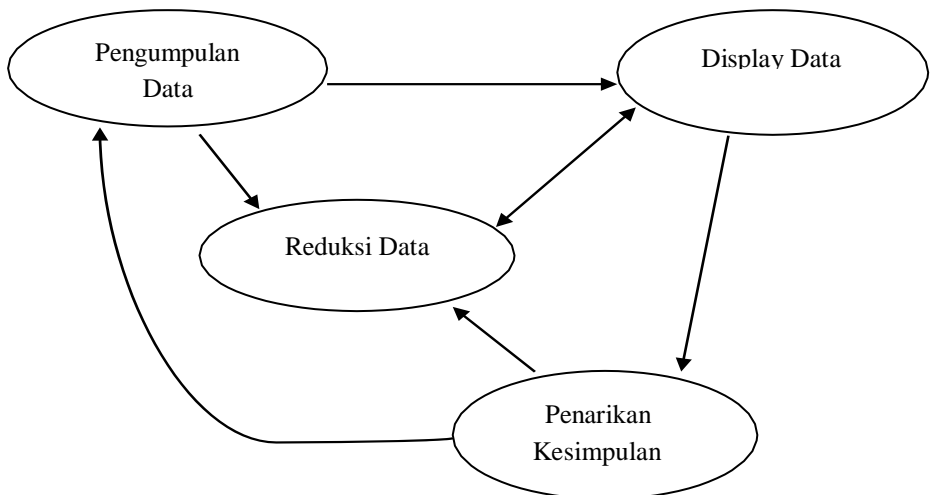 Pengumpulan
Data
Display Data
Reduksi Data
Penarikan
Kesimpulan